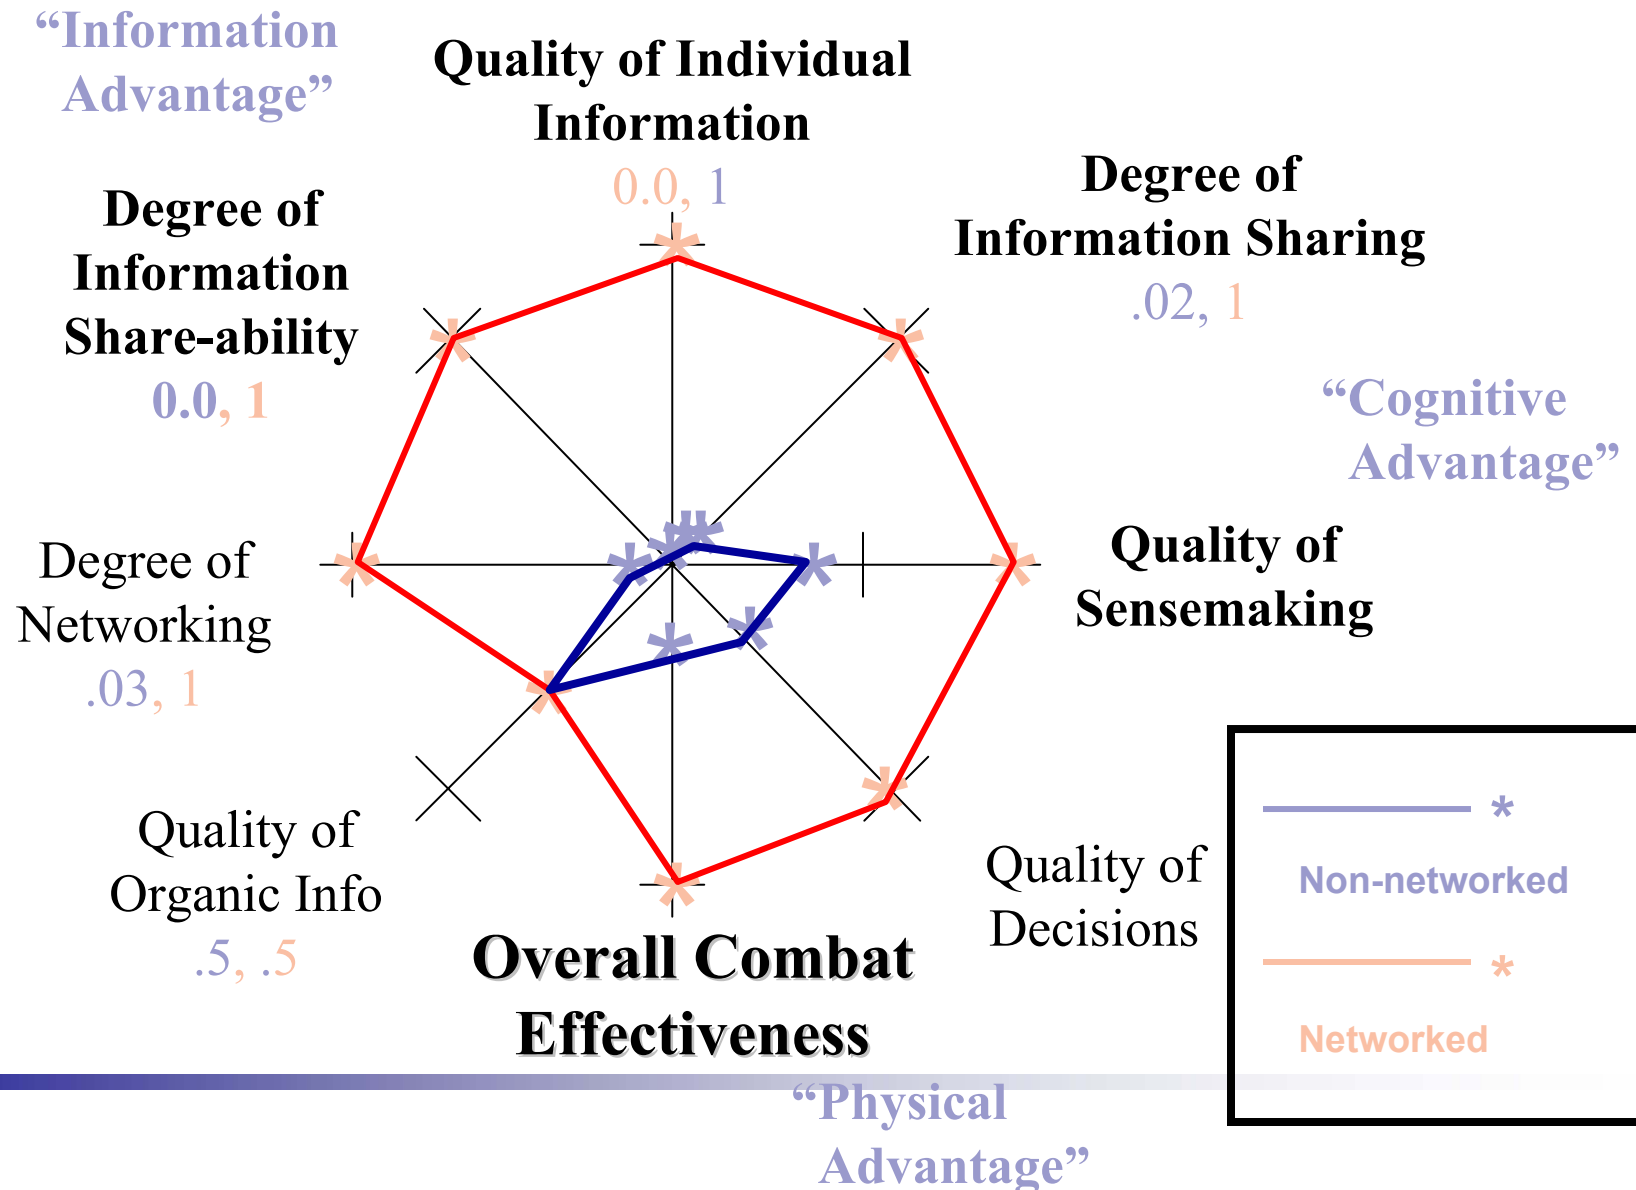 “Information
Advantage”
Quality of Individual
Information
0.0, 1
Degree of
Information Sharing
.02, 1
Degree of
Information
Share-ability
0.0, 1
“Cognitive
Advantage”
Quality of
Sensemaking
Degree of
Networking
.03, 1
Quality of
Organic Info
.5, .5
Quality of
Decisions
Overall Combat
Effectiveness
“Physical
Advantage”
*
Non-networked
*
Networked